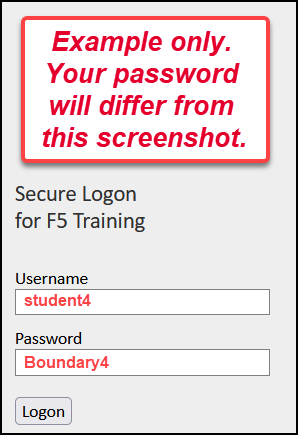 Example only.
Your password
will differ from
this screenshot.
Secure Logon
for F5 Training
Username
student4
Password
Boundary4
Logon